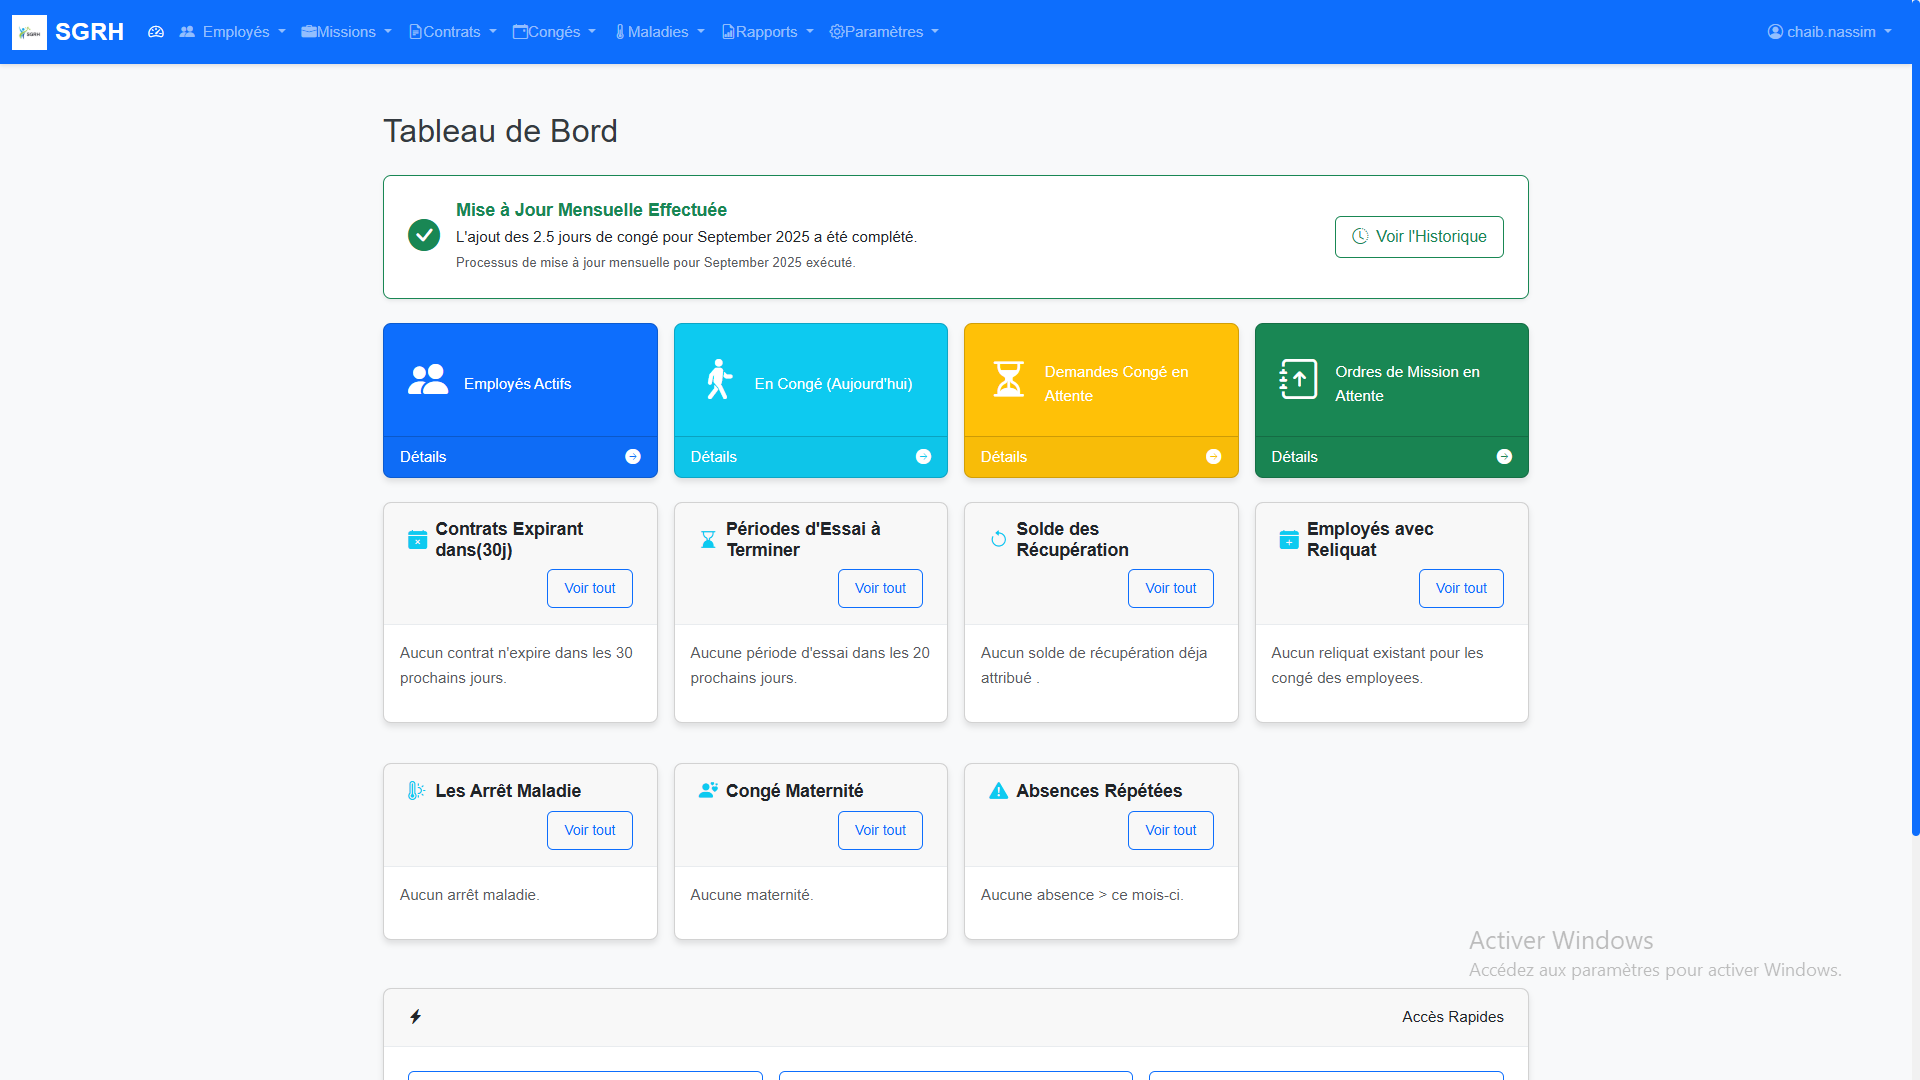 SGRH
SGRH
Employés
Missions
Contrats
Congés
Maladies
Rapports
Paramètres
chaib.nassim
Tableau de Bord
Mise à Jour Mensuelle Effectuée
L'ajout des 2.5 jours de congé pour September 2025 a été complété.
Processus de mise à jour mensuelle pour September 2025 exécuté.
Voir l'Historique
Employés Actifs
Détails
En Congé (Aujourd'hui)
Détails
Demandes Congé en
Attente
Détails
Ordres de Mission en
Attente
Détails
Contrats Expirant
dans(30j)
Voir tout
Aucun contrat n'expire dans les 30
prochains jours.
Périodes d'Essai à
Terminer
Voir tout
Aucune période d'essai dans les 20
prochains jours.
Solde des
Récupération
Voir tout
Aucun solde de récupération déja
attribué .
Employés avec
Reliquat
Voir tout
Aucun reliquat existant pour les
congé des employees.
Les Arrêt Maladie
Voir tout
Aucun arrêt maladie.
Congé Maternité
Voir tout
Aucune maternité.
Absences Répétées
Voir tout
Aucune absence > ce mois-ci.
Activer Windows
Accédez aux paramètres pour activer Windows.
Accès Rapides